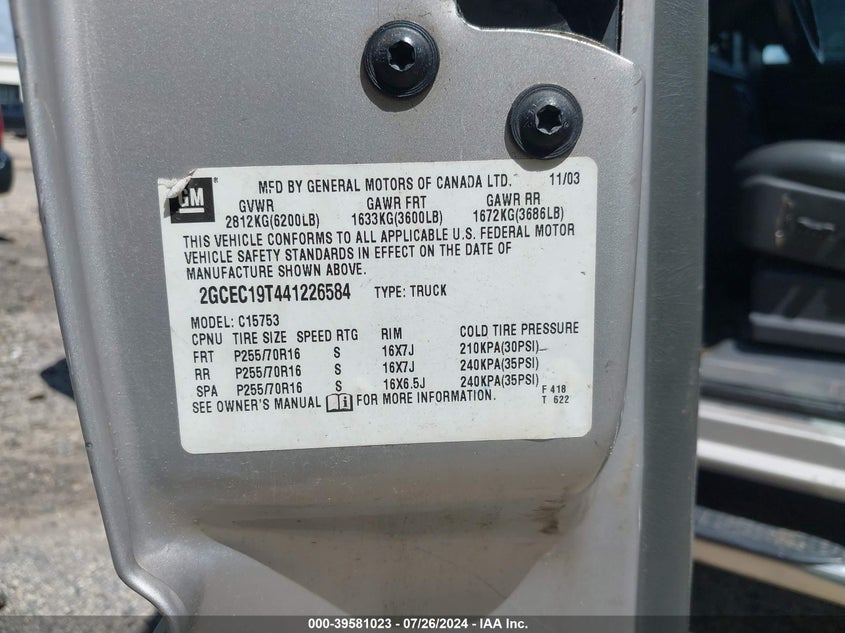 GM
MFD BY GENERAL MOTORS OF CANADA LTD. 11/03
GVWR GAWR FRT GAWR RR
2812KG(6200LB) 1633KG(3600LB) 1672KG(3686LB)
THIS VEHICLE CONFORMS TO ALL APPLICABLE U.S. FEDERAL MOTOR
VEHICLE SAFETY STANDARDS IN EFFECT ON THE DATE OF
MANUFACTURE SHOWN ABOVE.
2GCEC19T441226584 TYPE: TRUCK
MODEL: C15753
CPNU TIRE SIZE SPEED RTG RIM COLD TIRE PRESSURE
FRT P255/70R16 S 16X7J 210KPA(30PSI)
RR P255/70R16 S 16X7J 240KPA(35PSI)
SPA P255/70R16 S 16X6.5J 240KPA(35PSI)
SEE OWNER'S MANUAL FOR MORE INFORMATION.
F 418
T 622
000-39581023 - 07/26/2024 - IAA Inc.